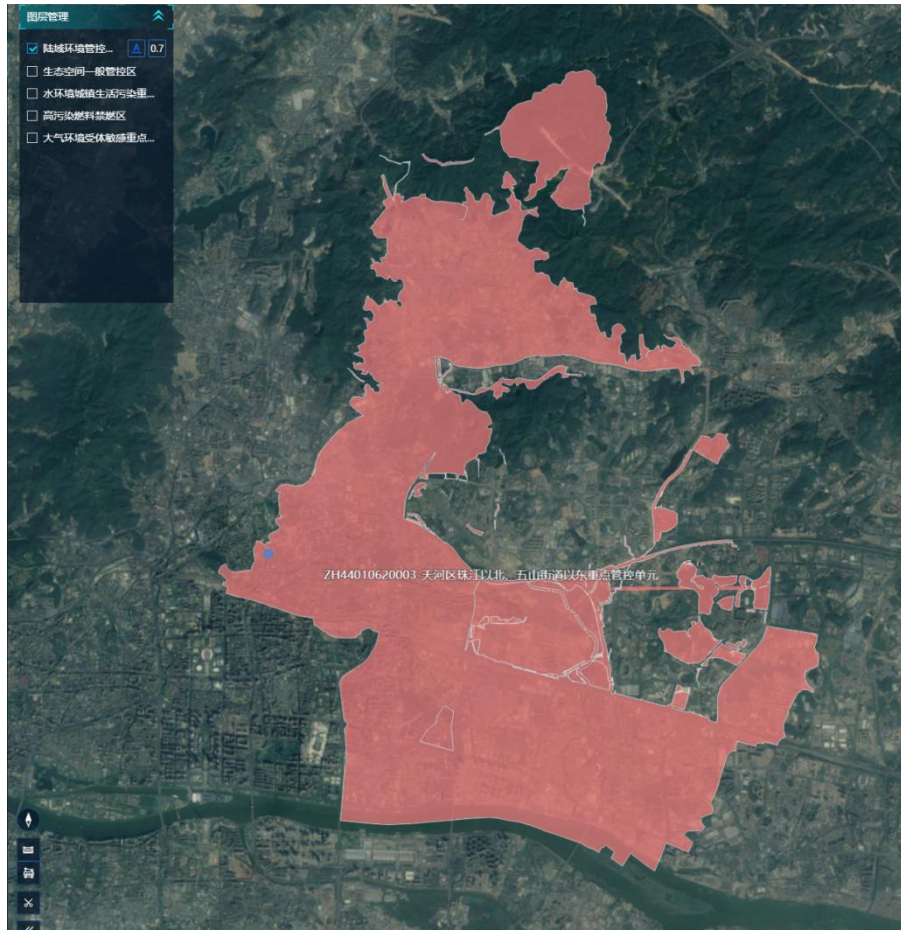 图层管理
陆域环境管控... A 0.7
生态空间一般管控区
水环境城镇生活污染重...
高污染燃料禁燃区
大气环境受体敏感重点...
ZH44010620003 天河区珠江以北、五山街道以东重点管控单元